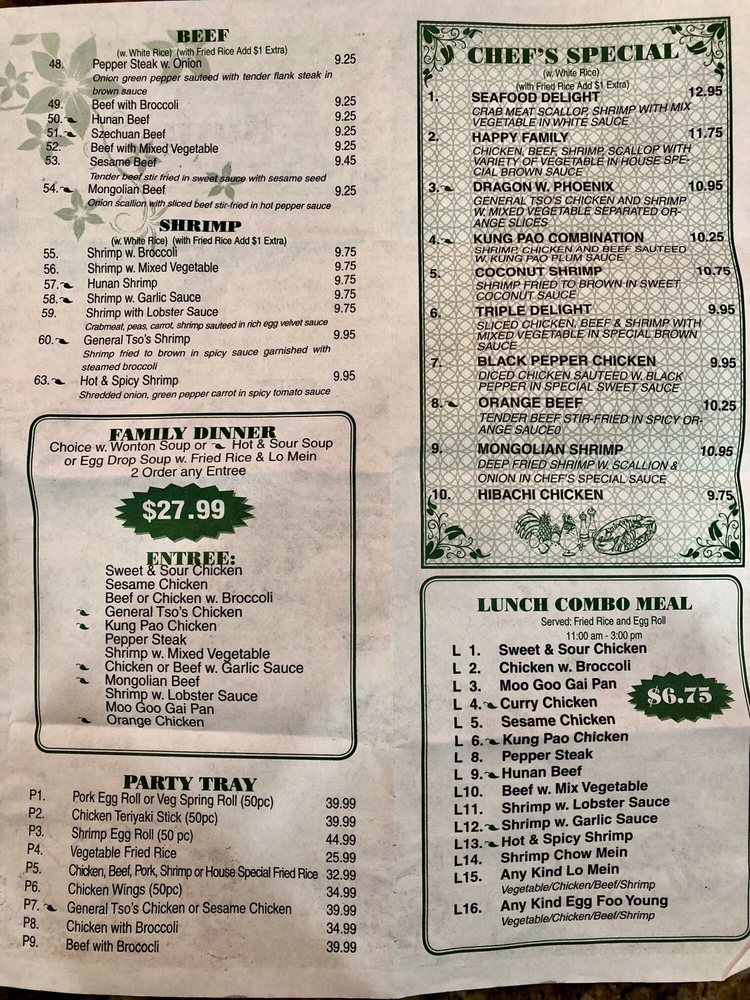 BEEF
(w. White Rice) (with Fried Rice Add $1 Extra)
48. Pepper Steak w. Onion 9.25
Onion green pepper sauteed with tender flank steak in
brown sauce
49. Beef with Broccoli 9.25
50. Hunan Beef 9.25
51. Szechuan Beef 9.25
52. Beef with Mixed Vegetable 9.25
53. Sesame Beef 9.45
Tender beef stir fried in sweet sauce with sesame seed
54. Mongolian Beef 9.25
Onion scallion with sliced beef stir-fried in hot pepper sauce
SHRIMP
(w. White Rice) (with Fried Rice Add $1 Extra)
55. Shrimp w. Broccoli 9.75
56. Shrimp w. Mixed Vegetable 9.75
57. Hunan Shrimp 9.75
58. Shrimp w. Garlic Sauce 9.75
59. Shrimp with Lobster Sauce 9.75
Crabmeat, peas, carrot, shrimp sauteed in rich egg velvet sauce
60. General Tso's Shrimp 9.95
Shrimp fried to brown in spicy sauce garnished with
steamed broccoli
63. Hot & Spicy Shrimp 9.95
Shredded onion, green pepper carrot in spicy tomato sauce
FAMILY DINNER
Choice w. Wonton Soup or Hot & Sour Soup
or Egg Drop Soup w. Fried Rice & Lo Mein
2 Order any Entree
$27.99
ENTREE:
Sweet & Sour Chicken
Sesame Chicken
Beef or Chicken w. Broccoli
General Tso's Chicken
Kung Pao Chicken
Pepper Steak
Shrimp w. Mixed Vegetable
Chicken or Beef w. Garlic Sauce
Mongolian Beef
Shrimp w. Lobster Sauce
Moo Goo Gai Pan
Orange Chicken
PARTY TRAY
P1. Pork Egg Roll or Veg Spring Roll (50pc) 39.99
P2. Chicken Teriyaki Stick (50pc) 39.99
P3. Shrimp Egg Roll (50 pc) 44.99
P4. Vegetable Fried Rice 25.99
P5. Chicken, Beef, Pork, Shrimp or House Special Fried Rice 32.99
P6. Chicken Wings (50pc) 34.99
P7. General Tso's Chicken or Sesame Chicken 39.99
P8. Chicken with Broccoli 34.99
P9. Beef with Brococli 39.99
CHEF'S SPECIAL
(w. White Rice)
(with Fried Rice Add $1 Extra)
1. SEAFOOD DELIGHT 12.95
CRAB MEAT SCALLOP, SHRIMP WITH MIX
VEGETABLE IN WHITE SAUCE
2. HAPPY FAMILY 11.75
CHICKEN, BEEF, SHRIMP, SCALLOP WITH
VARIETY OF VEGETABLE IN HOUSE SPE-
CIAL BROWN SAUCE
3. DRAGON W. PHOENIX 10.95
GENERAL TSO'S CHICKEN AND SHRIMP
W. MIXED VEGETABLE SEPARATED OR-
ANGE SLICES
4. KUNG PAO COMBINATION 10.25
SHRIMP, CHICKEN AND BEEF SAUTEED
W. KUNG PAO PLUM SAUCE
5. COCONUT SHRIMP 10.75
SHRIMP FRIED TO BROWN IN SWEET
COCONUT SAUCE
6. TRIPLE DELIGHT 9.95
SLICED CHICKEN, BEEF & SHRIMP WITH
MIXED VEGETABLE IN SPECIAL BROWN
SAUCE
7. BLACK PEPPER CHICKEN 9.95
DICED CHICKEN SAUTEED W. BLACK
PEPPER IN SPECIAL SWEET SAUCE
8. ORANGE BEEF 10.25
TENDER BEEF STIR-FRIED IN SPICY OR-
ANGE SAUCE0
9. MONGOLIAN SHRIMP 10.95
DEEP FRIED SHRIMP W. SCALLION &
ONION IN CHEF'S SPECIAL SAUCE
10. HIBACHI CHICKEN 9.75
LUNCH COMBO MEAL
Served: Fried Rice and Egg Roll
11:00 am - 3:00 pm
$6.75
L 1. Sweet & Sour Chicken
L 2. Chicken w. Broccoli
L 3. Moo Goo Gai Pan
L 4. Curry Chicken
L 5. Sesame Chicken
L 6. Kung Pao Chicken
L 8. Pepper Steak
L 9. Hunan Beef
L10. Beef w. Mix Vegetable
L11. Shrimp w. Lobster Sauce
L12. Shrimp w. Garlic Sauce
L13. Hot & Spicy Shrimp
L14. Shrimp Chow Mein
L15. Any Kind Lo Mein
Vegetable/Chicken/Beef/Shrimp
L16. Any Kind Egg Foo Young
Vegetable/Chicken/Beef/Shrimp